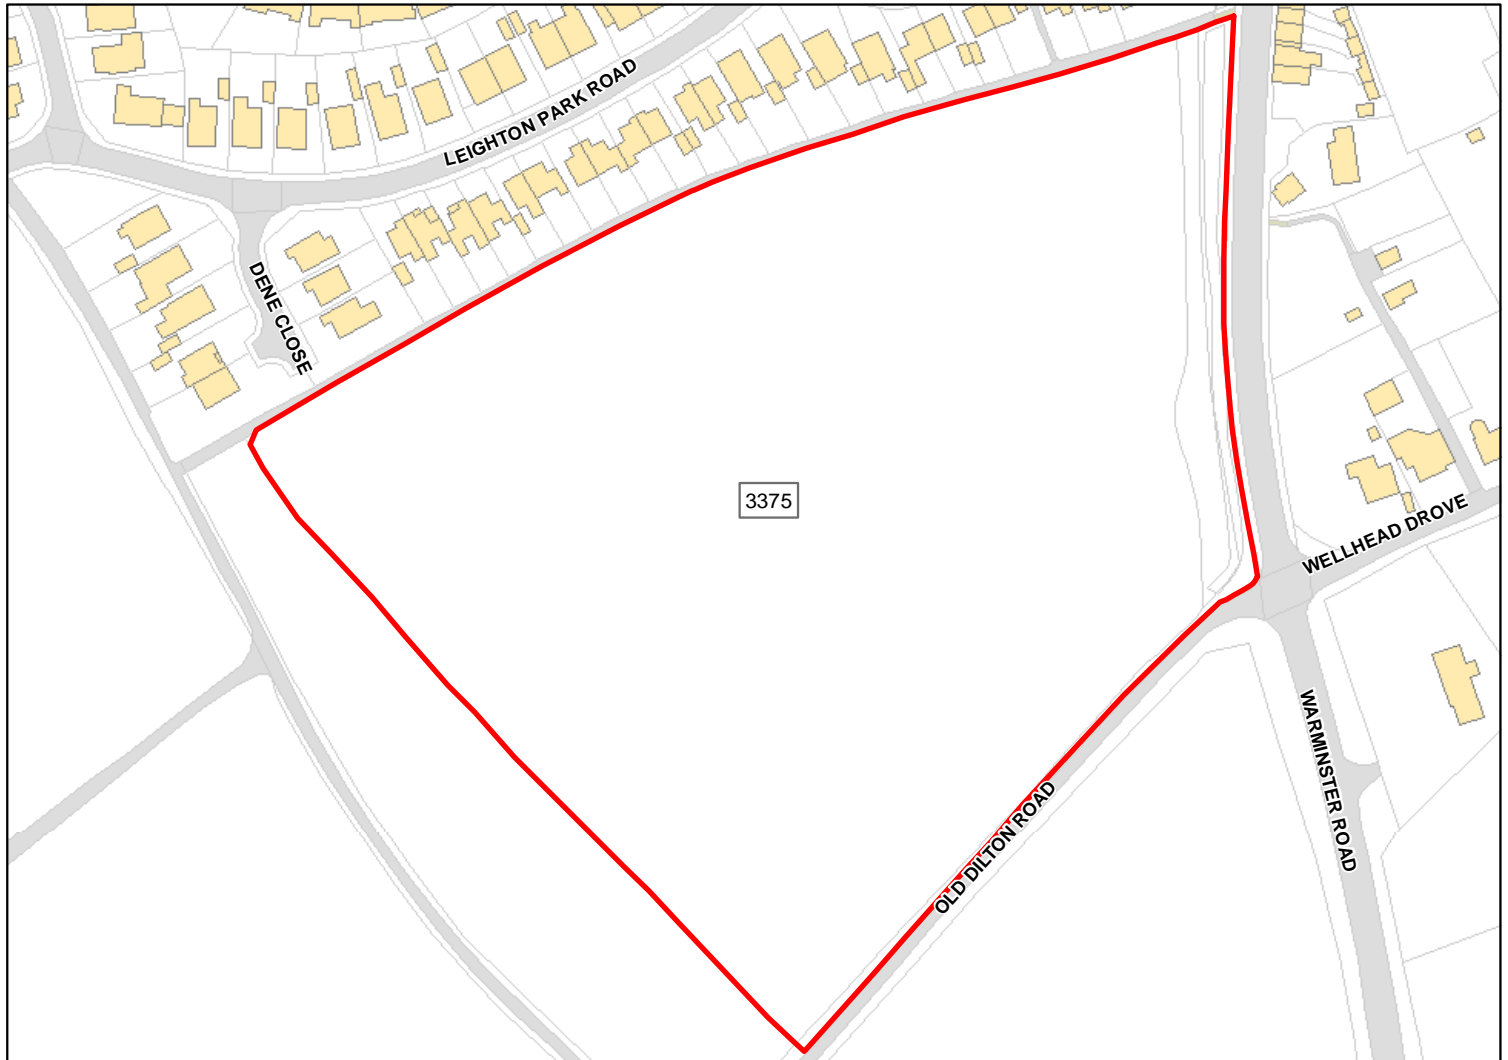 LEIGHTON PARK ROAD
DENE CLOSE
3375
WELLHEAD DROVE
WARMINSTER ROAD
OLD DILTON ROAD